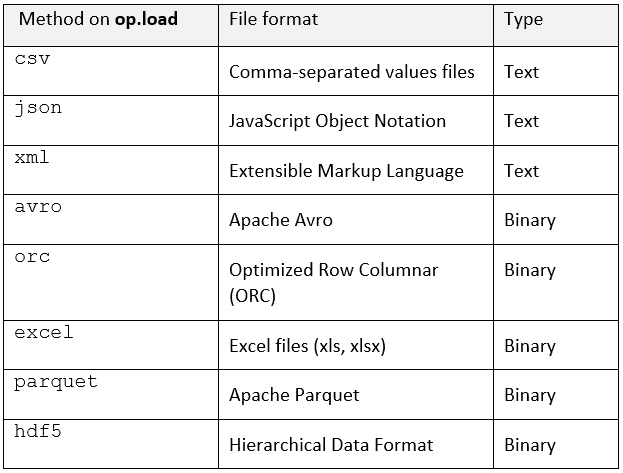 Method on op.load File format Type
csv Comma-separated values files Text
json JavaScript Object Notation Text
xml Extensible Markup Language Text
avro Apache Avro Binary
orc Optimized Row Columnar Binary
(ORC)
excel Excel files (xls, xlsx) Binary
parquet Apache Parquet Binary
hdf5 Hierarchical Data Format Binary